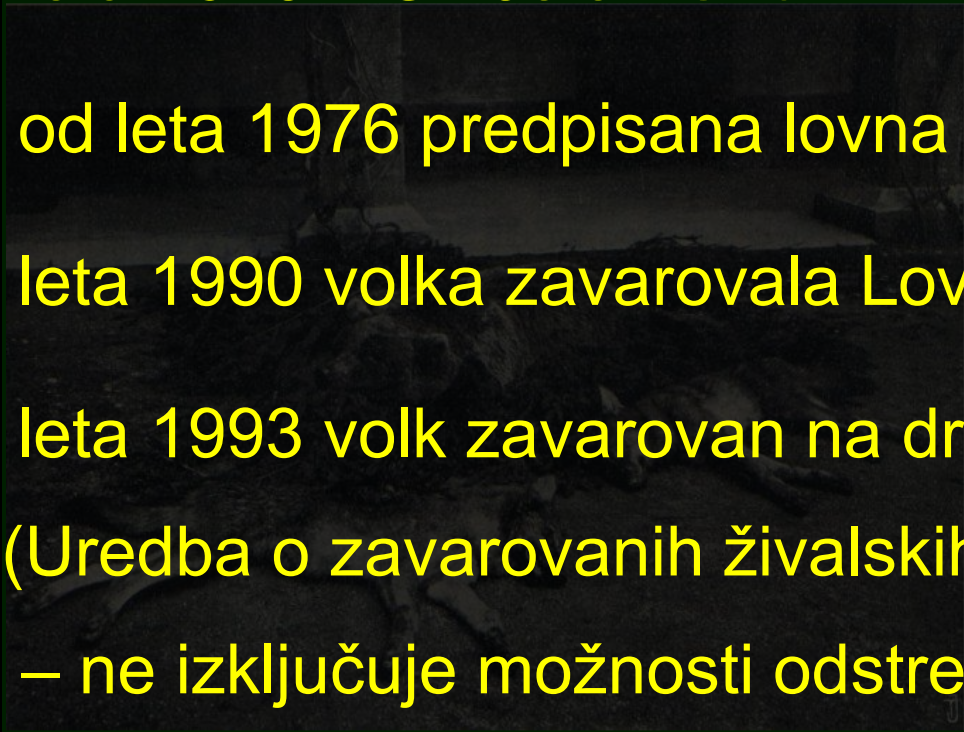 od leta 1976 predpisana lovna
leta 1990 volka zavarovala Lov
leta 1993 volk zavarovan na dr
(Uredba o zavarovanih živalskih
– ne izključuje možnosti odstre